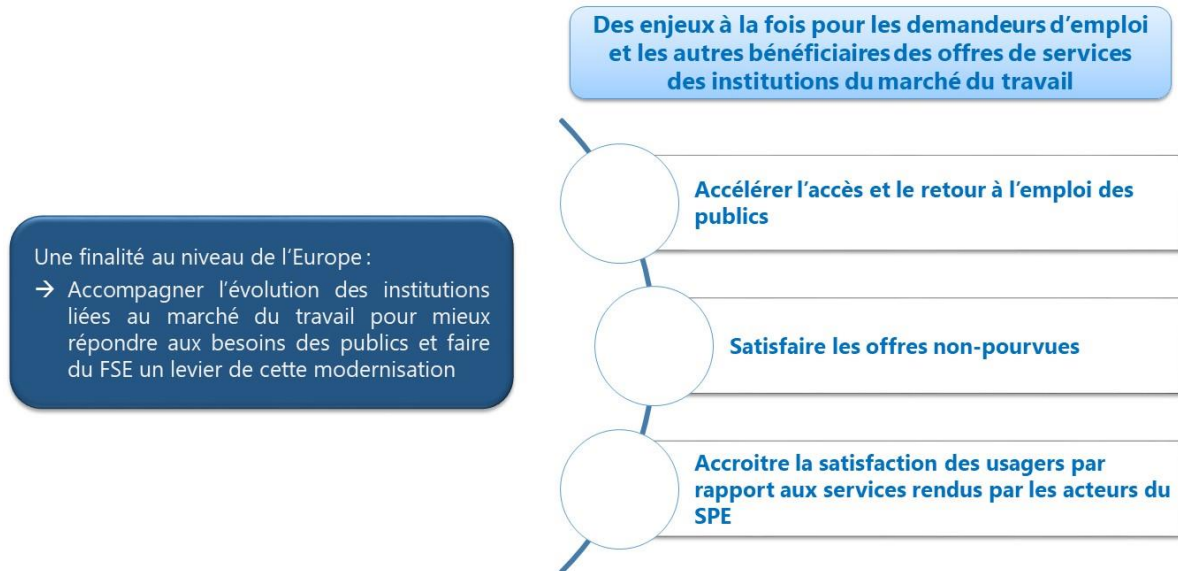 Des enjeux à la fois pour les demandeurs d'emploi
et les autres bénéficiaires des offres de services
des institutions du marché du travail
Une finalité au niveau de l'Europe :
→ Accompagner l'évolution des institutions
liées au marché du travail pour mieux
répondre aux besoins des publics et faire
du FSE un levier de cette modernisation
Accélérer l'accès et le retour à l'emploi des
publics
Satisfaire les offres non-pourvues
Accroitre la satisfaction des usagers par
rapport aux services rendus par les acteurs du
SPE